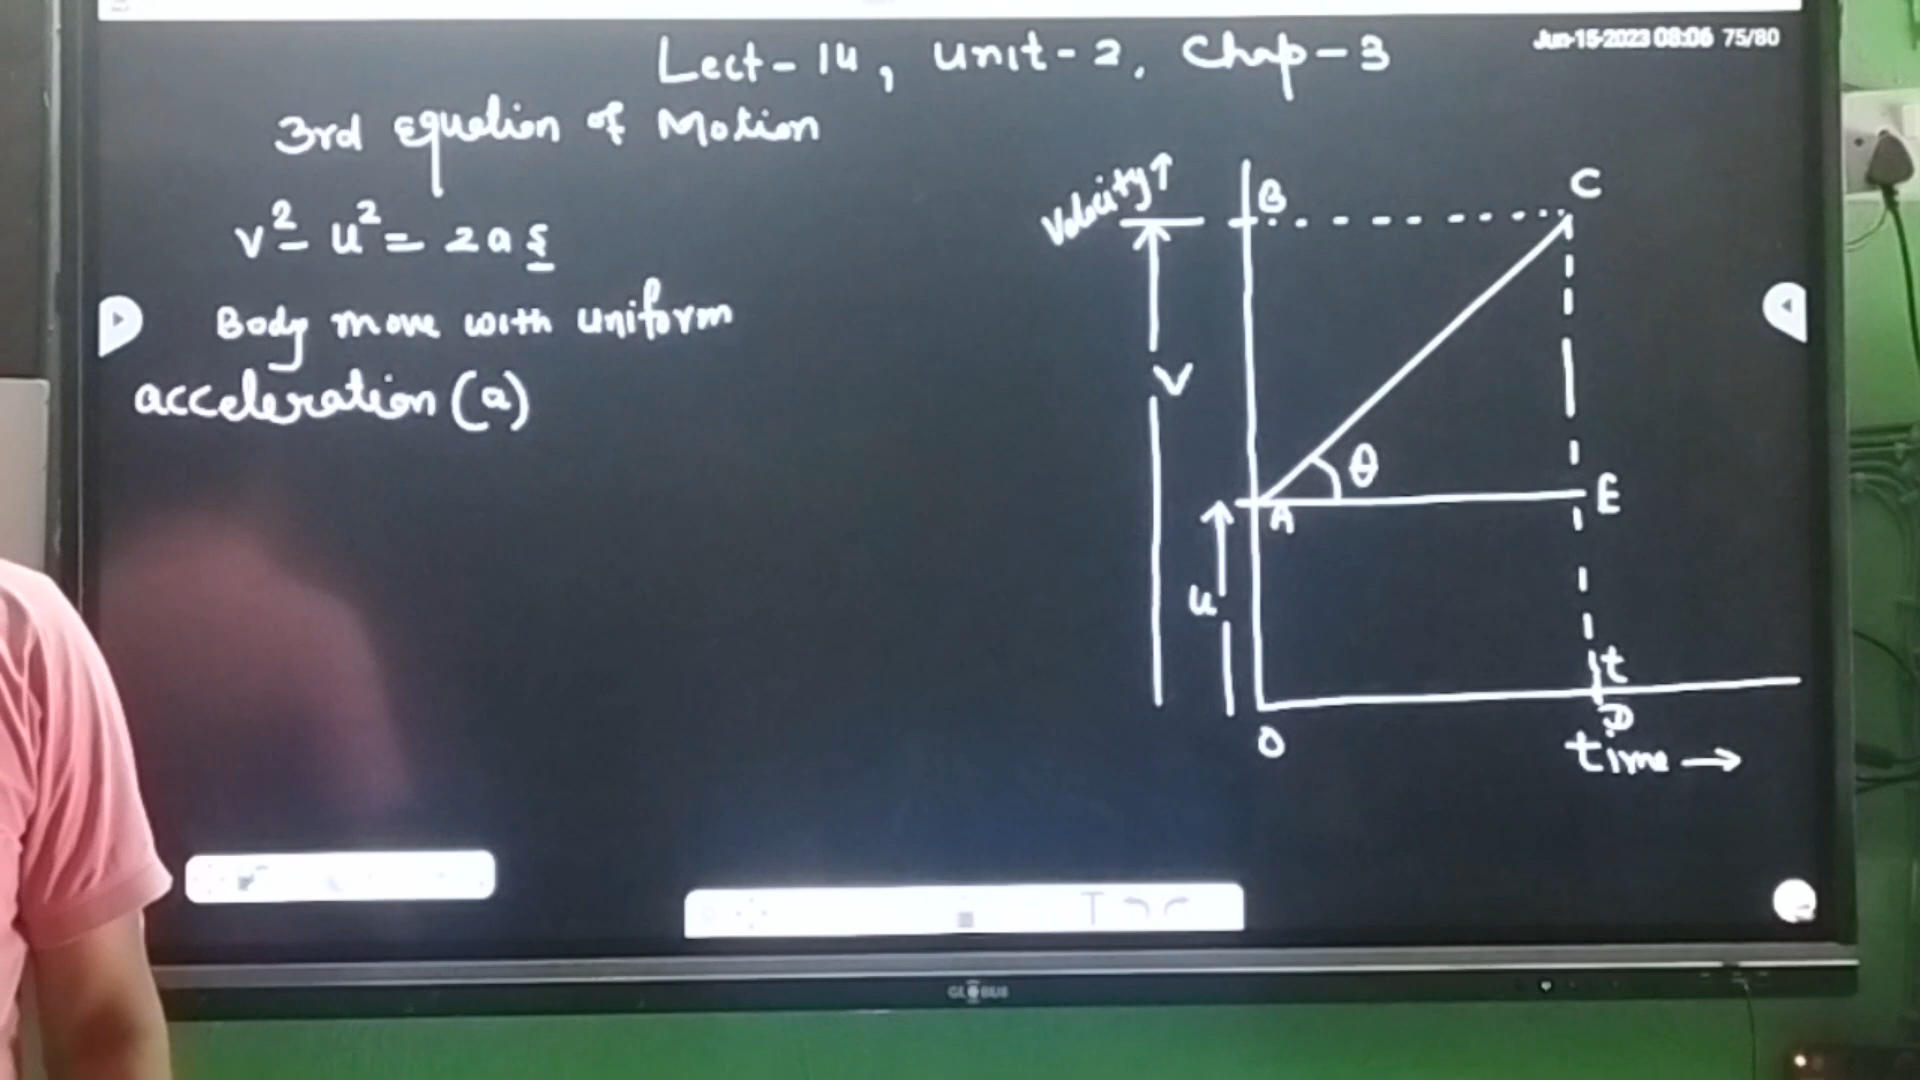 Jun-15-2023 08:06 75/80
Lect-14, Unit-2, Chap-3
3rd Equation of Motion
v² - u² = 2as
Body move with uniform
acceleration (a)
Velocity↑
B
C
V
θ
A
E
u
t
D
O
time →
GLOBUS